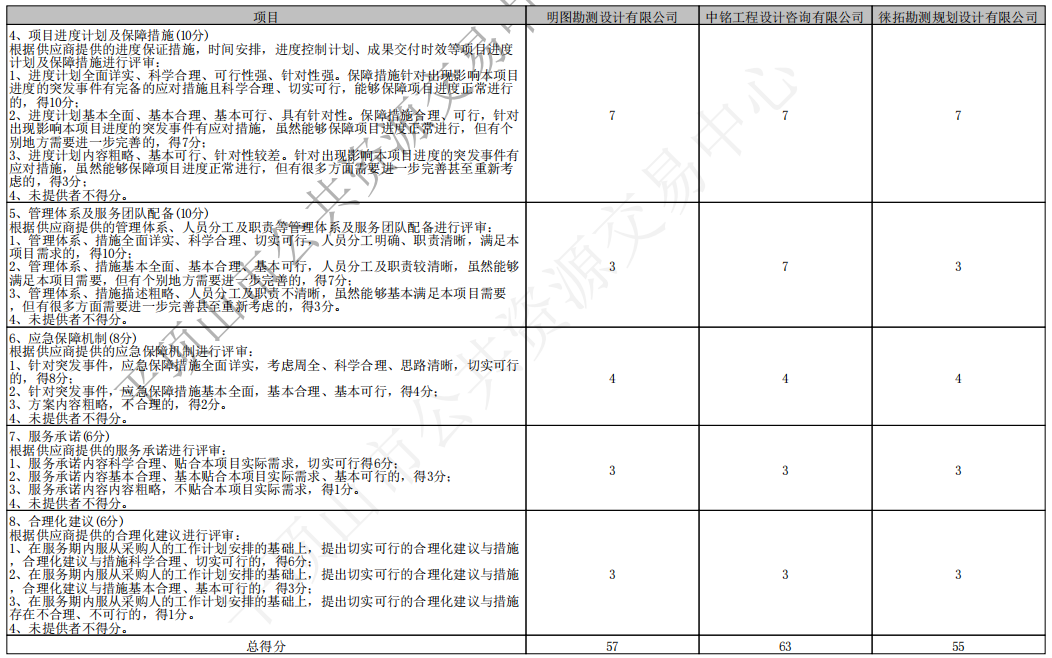 项目 明图勘测设计有限公司 中铭工程设计咨询有限公司 徕拓勘测规划设计有限公司
4、项目进度计划及保障措施(10分)
根据供应商提供的进度保证措施，时间安排，进度控制计划、成果交付时效等项目进度
计划及保障措施进行评审：
1、进度计划全面详实、科学合理、可行性强、针对性强。保障措施针对出现影响本项目
进度的突发事件有完备的应对措施且科学合理、切实可行，能够保障项目进度正常进行
的，得10分；
2、进度计划基本全面、基本合理、基本可行、具有针对性。保障措施合理、可行，针对
出现影响本项目进度的突发事件有应对措施，虽然能够保障项目进度正常进行，但有个
别地方需要进一步完善的，得7分；
3、进度计划内容粗略、基本可行、针对性较差。针对出现影响本项目进度的突发事件有
应对措施，虽然能够保障项目进度正常进行，但有很多方面需要进一步完善甚至重新考
虑的，得3分；
4、未提供者不得分。
7 7 7
5、管理体系及服务团队配备(10分)
根据供应商提供的管理体系、人员分工及职责等管理体系及服务团队配备进行评审：
1、管理体系、措施全面详实、科学合理、切实可行，人员分工明确、职责清晰，满足本
项目需求的，得10分；
2、管理体系、措施基本全面、基本合理、基本可行，人员分工及职责较清晰，虽然能够
满足本项目需要，但有个别地方需要进一步完善的，得7分；
3、管理体系、措施描述粗略、人员分工及职责不清晰，虽然能够基本满足本项目需要
，但有很多方面需要进一步完善甚至重新考虑的，得3分。
4、未提供者不得分。
3 7 3
6、应急保障机制(8分)
根据供应商提供的应急保障机制进行评审：
1、针对突发事件，应急保障措施全面详实，考虑周全、科学合理、思路清晰，切实可行
的，得8分；
2、针对突发事件，应急保障措施基本全面，基本合理、基本可行，得4分；
3、方案内容粗略，不合理的，得2分。
4、未提供者不得分。
4 4 4
7、服务承诺(6分)
根据供应商提供的服务承诺进行评审：
1、服务承诺内容科学合理、贴合本项目实际需求，切实可行得6分；
2、服务承诺内容基本合理、基本贴合本项目实际需求、基本可行的，得3分；
3、服务承诺内容内容粗略，不贴合本项目实际需求，得1分。
4、未提供者不得分。
3 3 3
8、合理化建议(6分)
根据供应商提供的合理化建议进行评审：
1、在服务期内服从采购人的工作计划安排的基础上，提出切实可行的合理化建议与措施
，合理化建议与措施科学合理、切实可行的，得6分；
2、在服务期内服从采购人的工作计划安排的基础上，提出切实可行的合理化建议与措施
，合理化建议与措施基本合理、基本可行的，得3分；
3、在服务期内服从采购人的工作计划安排的基础上，提出切实可行的合理化建议与措施
存在不合理、不可行的，得1分。
4、未提供者不得分。
3 3 3
总得分 57 63 55
平顶山市公共资源交易中心
平顶山市公共资源交易中心